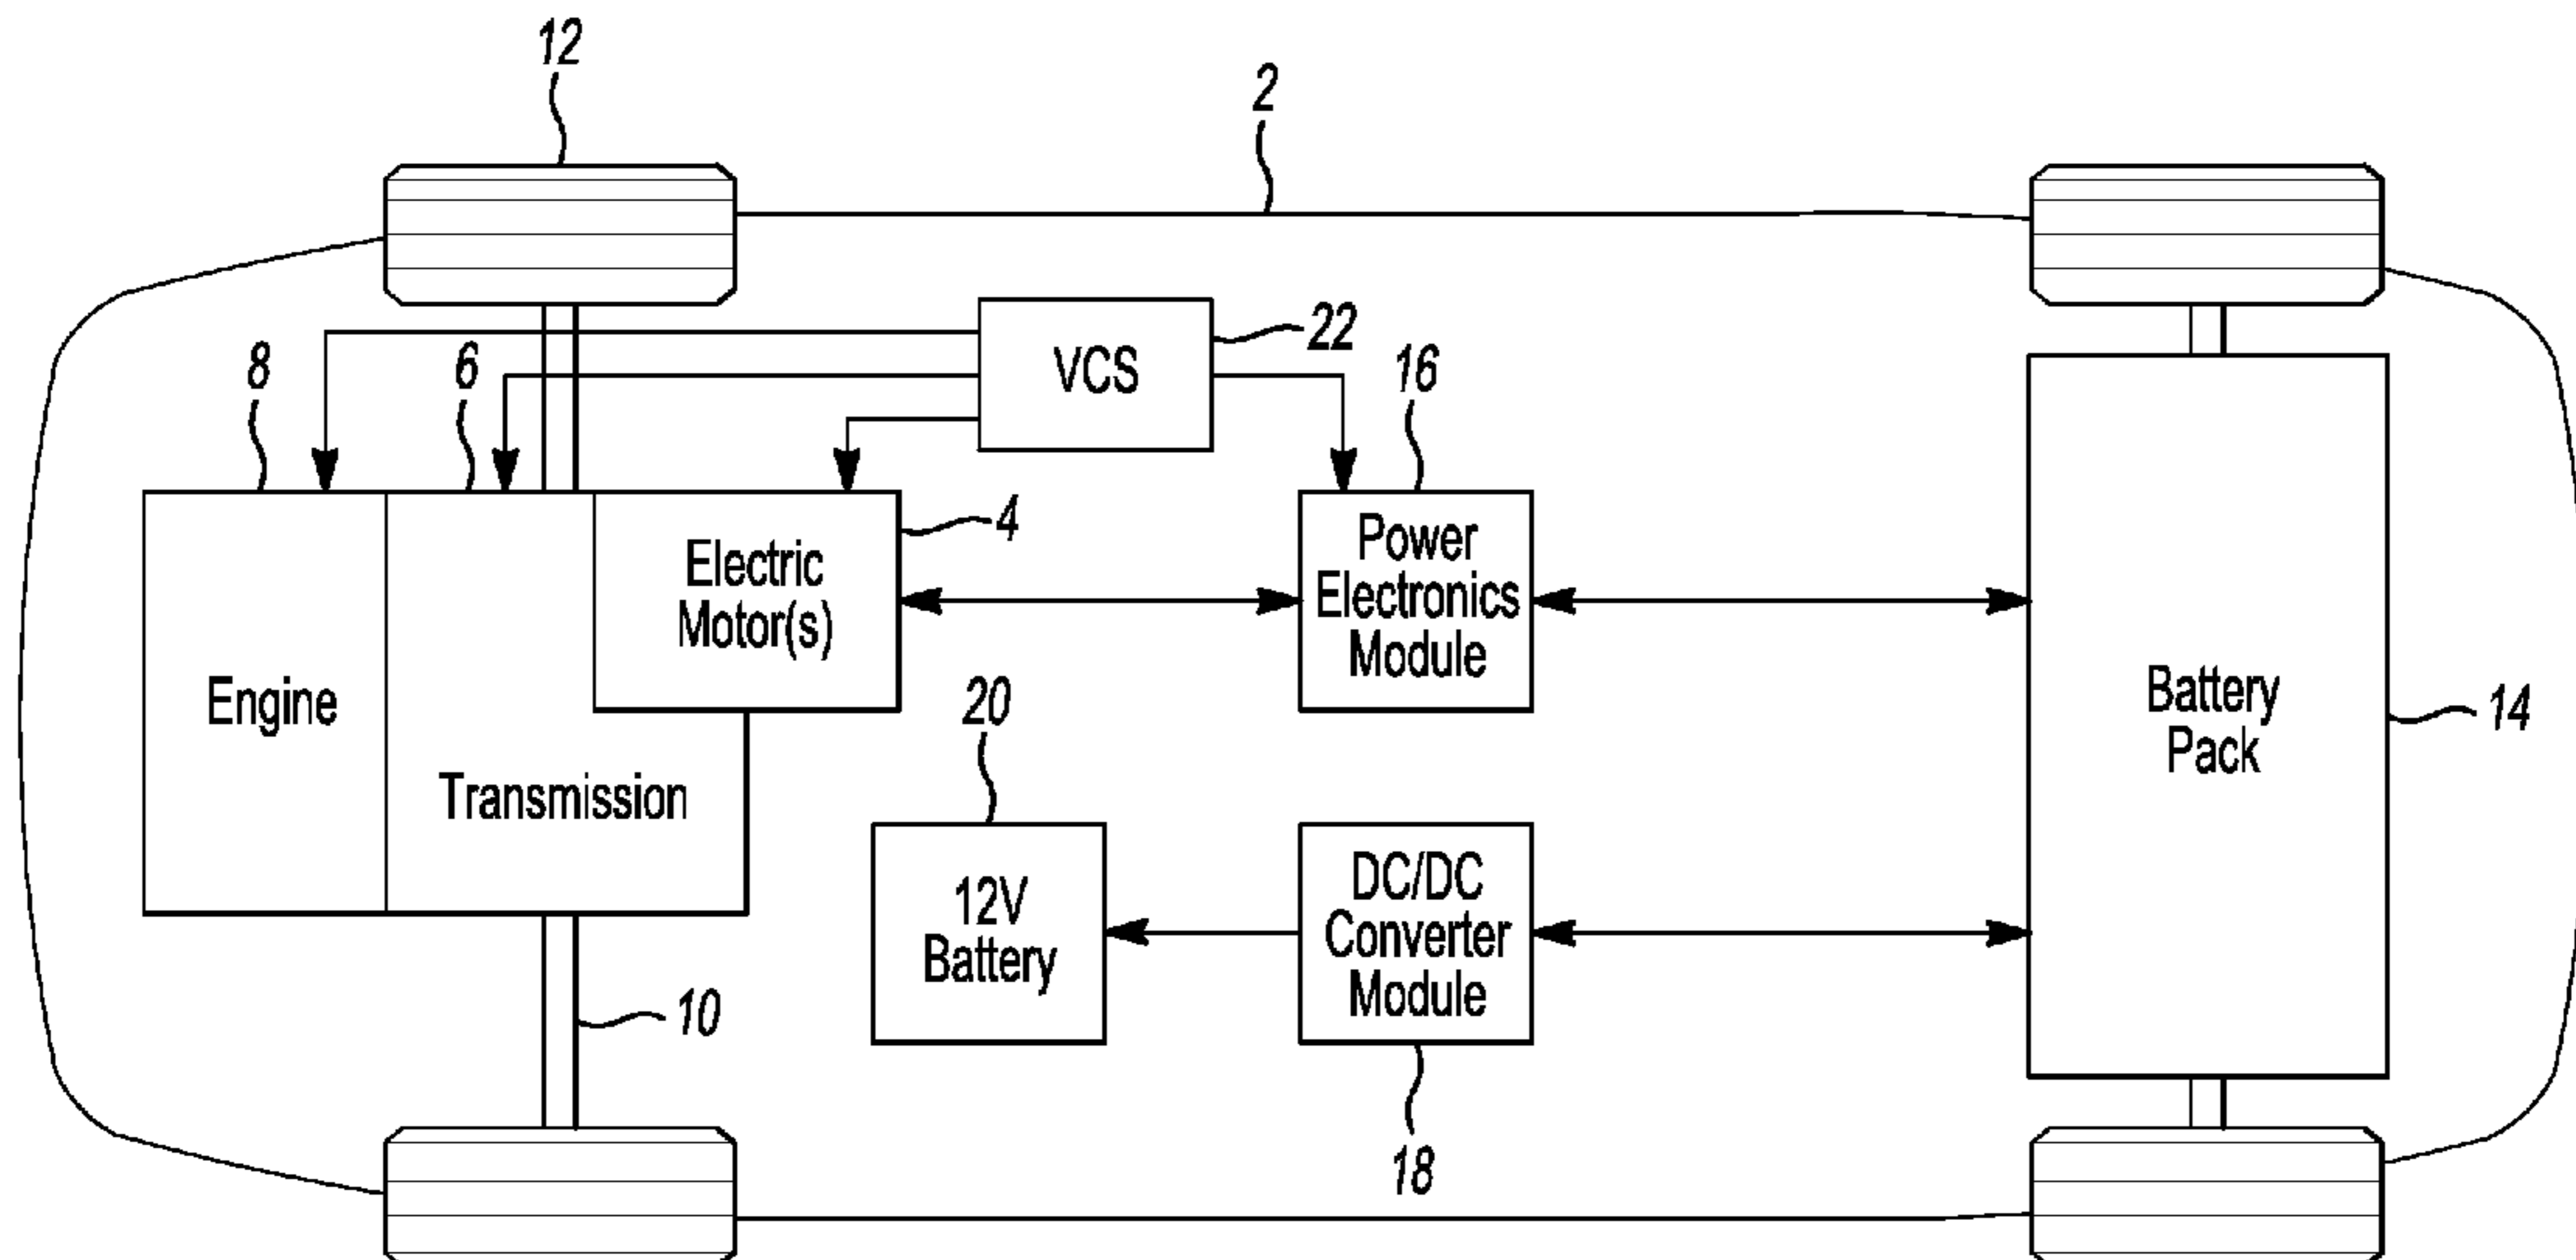 12
2
22
VCS
8
6
16
4
Electric
Motor(s)
Power
Electronics
Module
Engine
Transmission
20
12V
Battery
DC/DC
Converter
Module
Battery
Pack
14
10
18